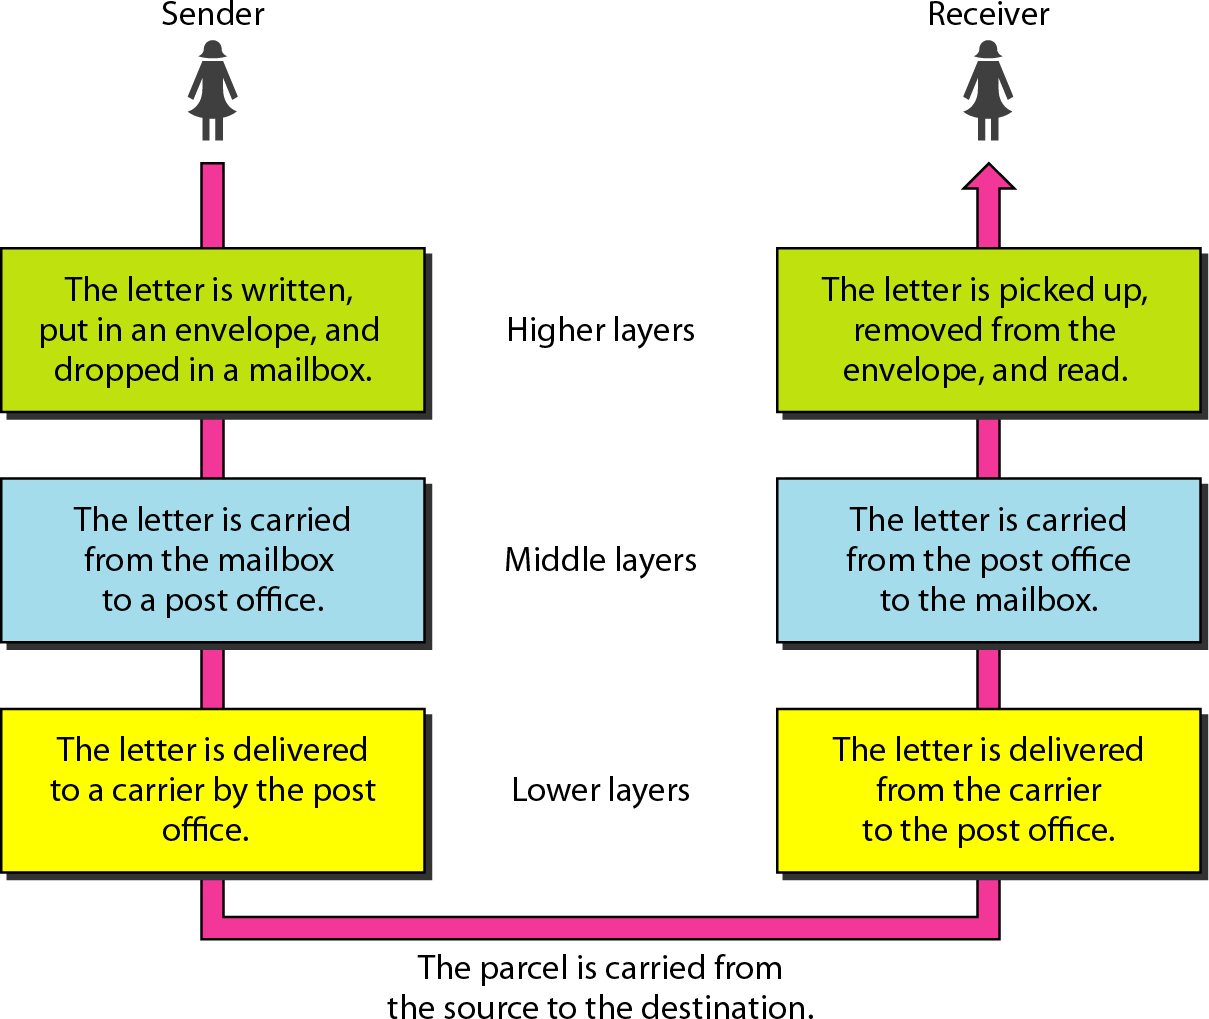 Sender
Receiver
The letter is written,
put in an envelope, and
dropped in a mailbox.
Higher layers
The letter is picked up,
removed from the
envelope, and read.
The letter is carried
from the mailbox
to a post office.
Middle layers
The letter is carried
from the post office
to the mailbox.
The letter is delivered
to a carrier by the post
office.
Lower layers
The letter is delivered
from the carrier
to the post office.
The parcel is carried from
the source to the destination.